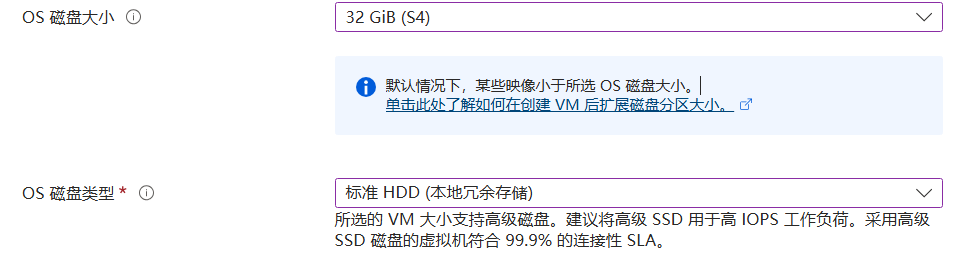 OS 磁盘大小
32 GiB (S4)
默认情况下，某些映像小于所选 OS 磁盘大小。
单击此处了解如何在创建 VM 后扩展磁盘分区大小。
OS 磁盘类型 *
标准 HDD (本地冗余存储)
所选的 VM 大小支持高级磁盘。建议将高级 SSD 用于高 IOPS 工作负荷。采用高级
SSD 磁盘的虚拟机符合 99.9% 的连接性 SLA。